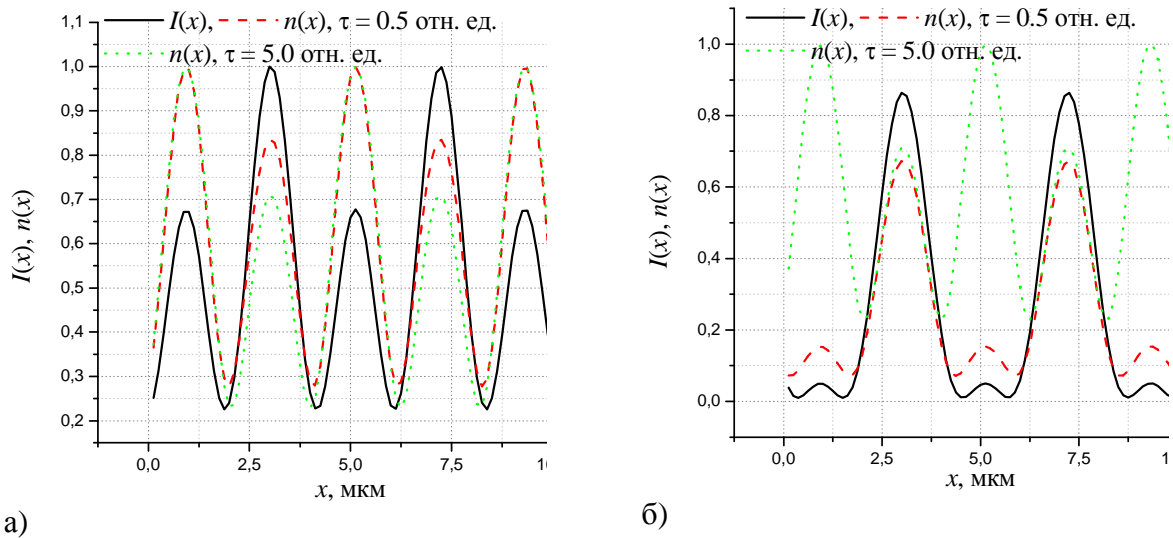 I(x), n(x), τ = 0.5 отн. ед.
n(x), τ = 5.0 отн. ед.
1,1
1,0
0,9
0,8
0,7
0,6
0,5
0,4
0,3
0,2
I(x), n(x)
0,0 2,5 5,0 7,5 10
x, мкм
а)
I(x), n(x), τ = 0.5 отн. ед.
n(x), τ = 5.0 отн. ед.
1,0
0,8
0,6
0,4
0,2
0,0
I(x), n(x)
0,0 2,5 5,0 7,5 1
x, мкм
б)